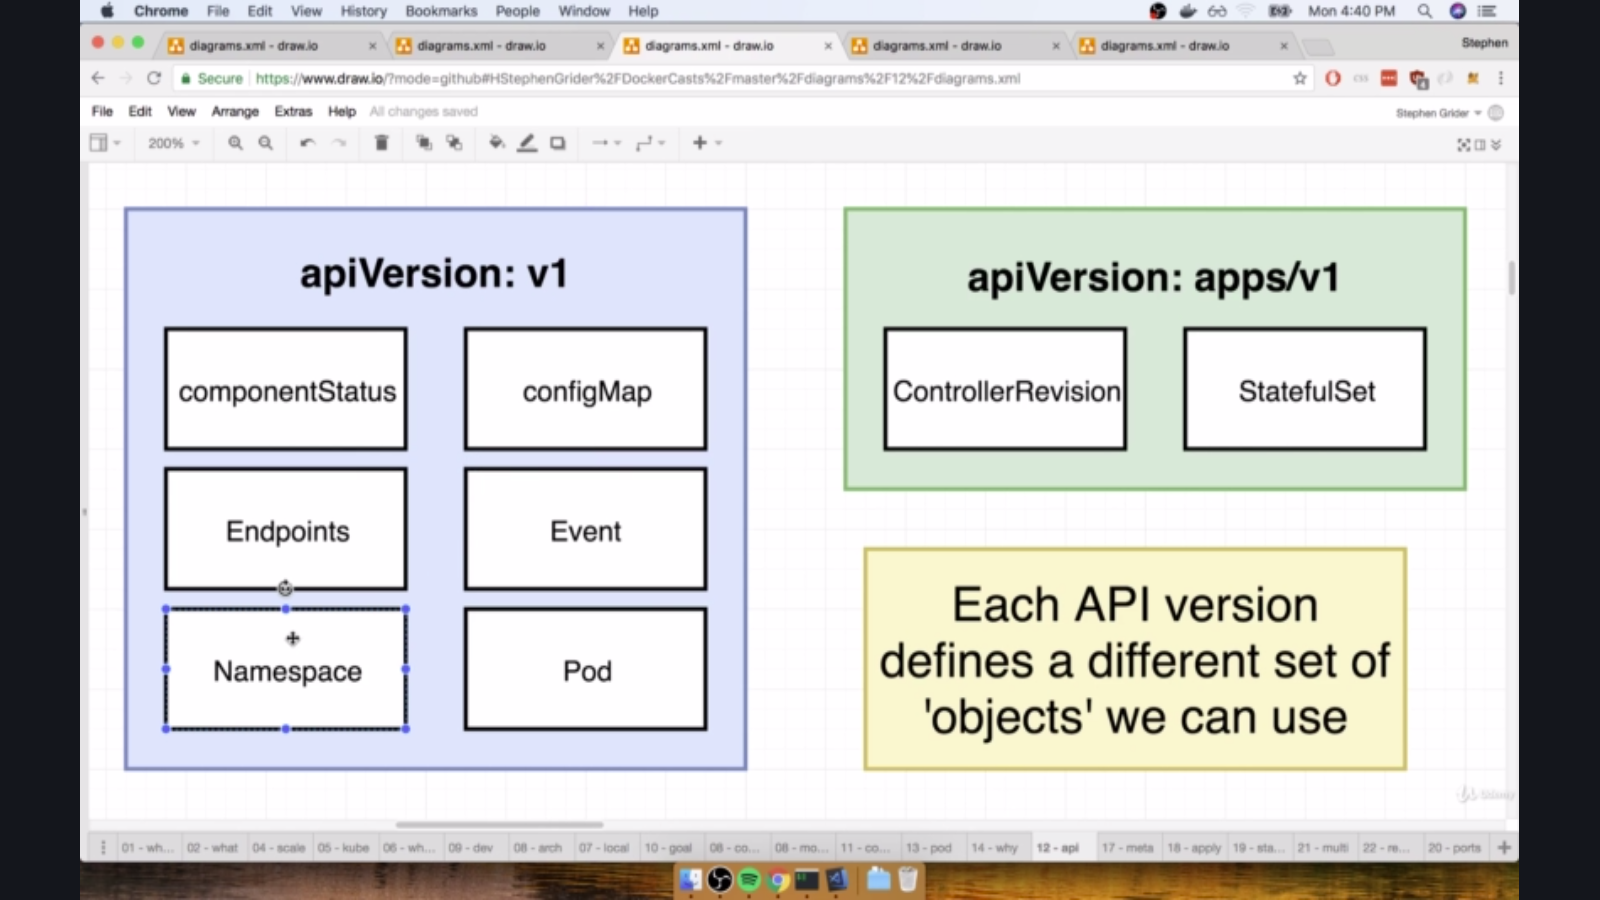 Chrome File Edit View History Bookmarks People Window Help Mon 4:40 PM
diagrams.xml - draw.io diagrams.xml - draw.io diagrams.xml - draw.io diagrams.xml - draw.io diagrams.xml - draw.io Stephen
Secure https://www.draw.io/?mode=github#HStephenGrider%2FDockerCasts%2Fmaster%2Fdiagrams%2F12%2Fdiagrams.xml
File Edit View Arrange Extras Help All changes saved Stephen Grider
200%
apiVersion: v1
componentStatus configMap
Endpoints Event
Namespace Pod
apiVersion: apps/v1
ControllerRevision StatefulSet
Each API version
defines a different set of
'objects' we can use
Udemy
01 - wh... 02 - what 04 - scale 05 - kube 06 - wh... 09 - dev 08 - arch 07 - local 10 - goal 08 - co... 08 - mo... 11 - co... 13 - pod 14 - why 12 - api 17 - meta 18 - apply 19 - sta... 21 - multi 22 - re... 20 - ports